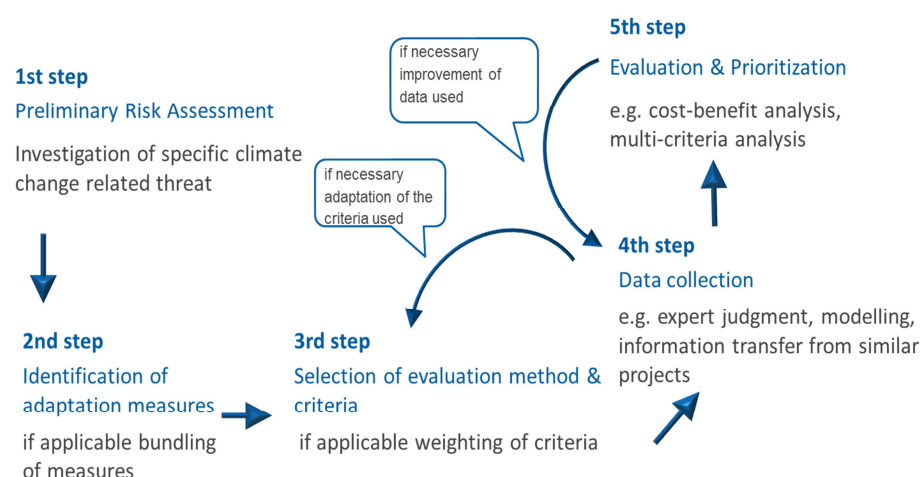 1st step
Preliminary Risk Assessment
Investigation of specific climate
change related threat
2nd step
Identification of
adaptation measures
if applicable bundling
of measures
if necessary
adaptation of the
criteria used
3rd step
Selection of evaluation method &
criteria
if applicable weighting of criteria
if necessary
improvement of
data used
4th step
Data collection
e.g. expert judgment, modelling,
information transfer from similar
projects
5th step
Evaluation & Prioritization
e.g. cost-benefit analysis,
multi-criteria analysis